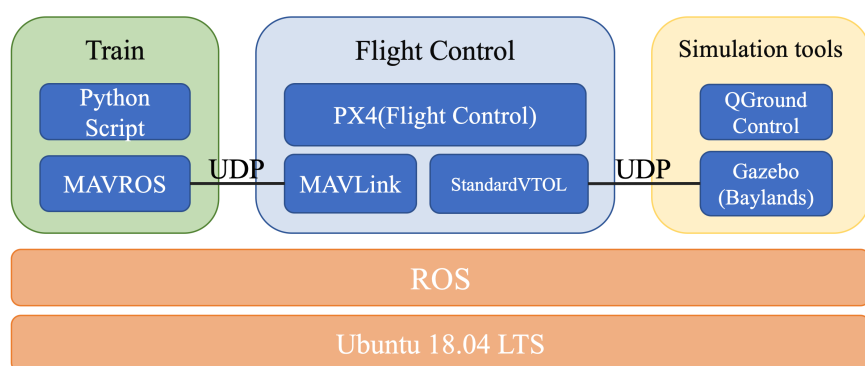 Train
Python
Script
MAVROS
UDP
Flight Control
PX4(Flight Control)
MAVLink
StandardVTOL
UDP
Simulation tools
QGround
Control
Gazebo
(Baylands)
ROS
Ubuntu 18.04 LTS